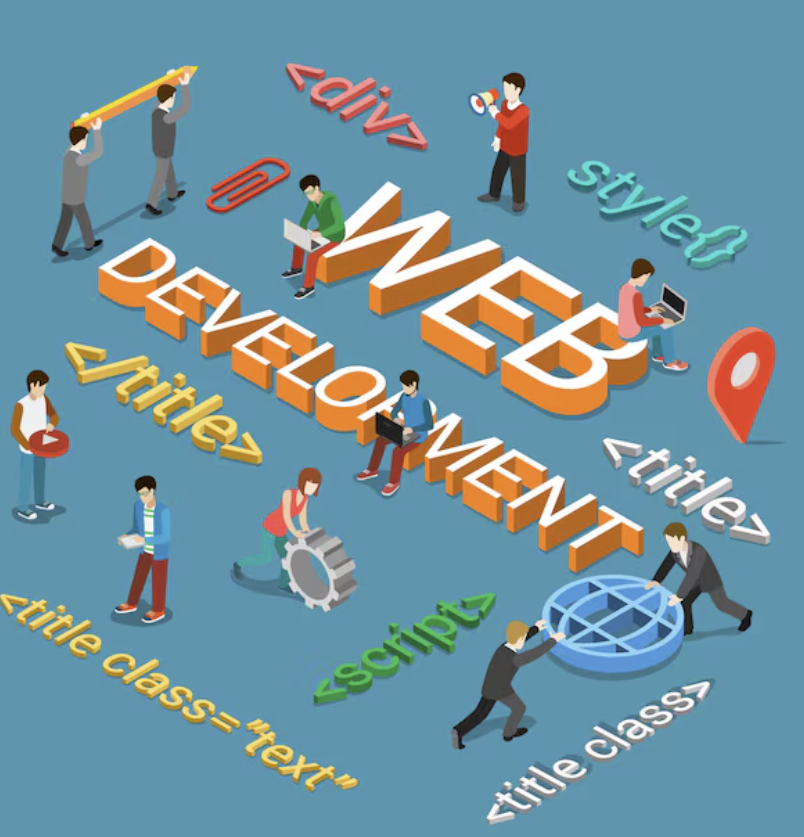 <div>
style{}
WEB
DEVELOPMENT
</title>
<title>
<script>
<title class="text"
<title class>